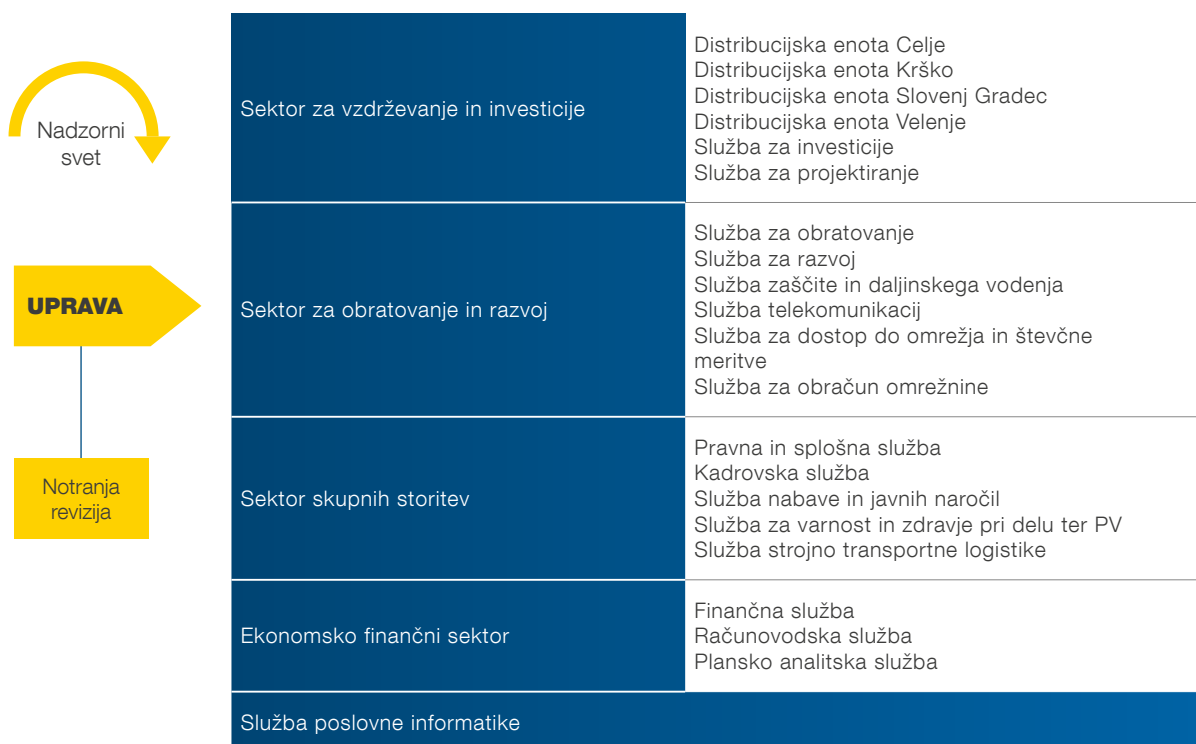 Nadzorni
svet
UPRAVA
Notranja
revizija
Sektor za vzdrževanje in investicije
Distribucijska enota Celje
Distribucijska enota Krško
Distribucijska enota Slovenj Gradec
Distribucijska enota Velenje
Služba za investicije
Služba za projektiranje
Sektor za obratovanje in razvoj
Služba za obratovanje
Služba za razvoj
Služba zaščite in daljinskega vodenja
Služba telekomunikacij
Služba za dostop do omrežja in števčne
meritve
Služba za obračun omrežnine
Sektor skupnih storitev
Pravna in splošna služba
Kadrovska služba
Služba nabave in javnih naročil
Služba za varnost in zdravje pri delu ter PV
Služba strojno transportne logistike
Ekonomsko finančni sektor
Finančna služba
Računovodska služba
Plansko analitska služba
Služba poslovne informatike